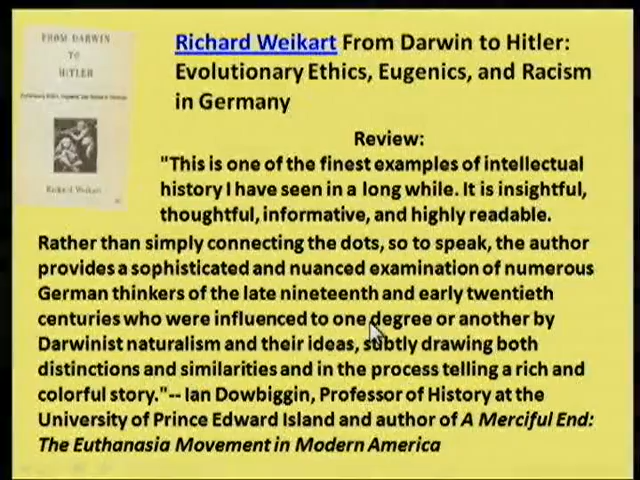 FROM DARWIN
TO
HITLER
Richard Weikart
Richard Weikart From Darwin to Hitler:
Evolutionary Ethics, Eugenics, and Racism
in Germany
Review:
"This is one of the finest examples of intellectual
history I have seen in a long while. It is insightful,
thoughtful, informative, and highly readable.
Rather than simply connecting the dots, so to speak, the author
provides a sophisticated and nuanced examination of numerous
German thinkers of the late nineteenth and early twentieth
centuries who were influenced to one degree or another by
Darwinist naturalism and their ideas, subtly drawing both
distinctions and similarities and in the process telling a rich and
colorful story."-- Ian Dowbiggin, Professor of History at the
University of Prince Edward Island and author of A Merciful End:
The Euthanasia Movement in Modern America